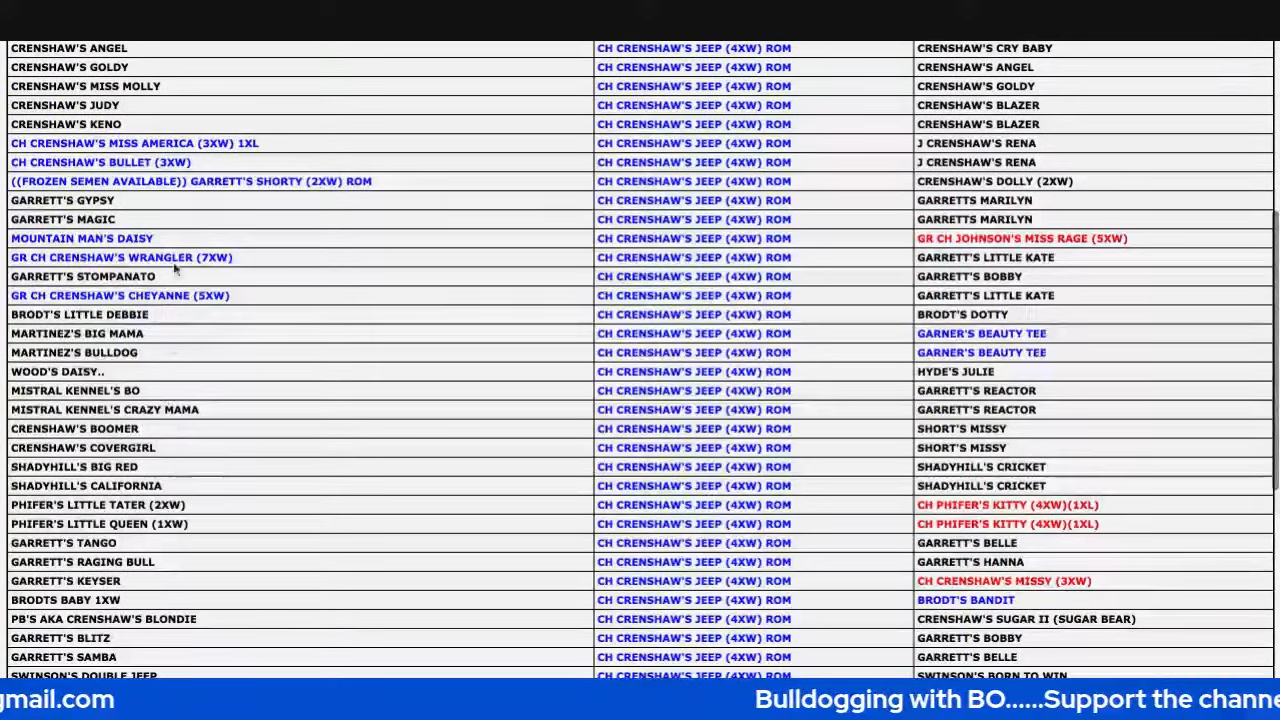 CRENSHAW'S ANGEL CH CRENSHAW'S JEEP (4XW) ROM CRENSHAW'S CRY BABY
CRENSHAW'S GOLDY CH CRENSHAW'S JEEP (4XW) ROM CRENSHAW'S ANGEL
CRENSHAW'S MISS MOLLY CH CRENSHAW'S JEEP (4XW) ROM CRENSHAW'S GOLDY
CRENSHAW'S JUDY CH CRENSHAW'S JEEP (4XW) ROM CRENSHAW'S BLAZER
CRENSHAW'S KENO CH CRENSHAW'S JEEP (4XW) ROM CRENSHAW'S BLAZER
CH CRENSHAW'S MISS AMERICA (3XW) 1XL CH CRENSHAW'S JEEP (4XW) ROM J CRENSHAW'S RENA
CH CRENSHAW'S BULLET (3XW) CH CRENSHAW'S JEEP (4XW) ROM J CRENSHAW'S RENA
((FROZEN SEMEN AVAILABLE)) GARRETT'S SHORTY (2XW) ROM CH CRENSHAW'S JEEP (4XW) ROM CRENSHAW'S DOLLY (2XW)
GARRETT'S GYPSY CH CRENSHAW'S JEEP (4XW) ROM GARRETTS MARILYN
GARRETT'S MAGIC CH CRENSHAW'S JEEP (4XW) ROM GARRETTS MARILYN
MOUNTAIN MAN'S DAISY CH CRENSHAW'S JEEP (4XW) ROM GR CH JOHNSON'S MISS RAGE (5XW)
GR CH CRENSHAW'S WRANGLER (7XW) CH CRENSHAW'S JEEP (4XW) ROM GARRETT'S LITTLE KATE
GARRETT'S STOMPANATO CH CRENSHAW'S JEEP (4XW) ROM GARRETT'S BOBBY
GR CH CRENSHAW'S CHEYANNE (5XW) CH CRENSHAW'S JEEP (4XW) ROM GARRETT'S LITTLE KATE
BRODT'S LITTLE DEBBIE CH CRENSHAW'S JEEP (4XW) ROM BRODT'S DOTTY
MARTINEZ'S BIG MAMA CH CRENSHAW'S JEEP (4XW) ROM GARNER'S BEAUTY TEE
MARTINEZ'S BULLDOG CH CRENSHAW'S JEEP (4XW) ROM GARNER'S BEAUTY TEE
WOOD'S DAISY.. CH CRENSHAW'S JEEP (4XW) ROM HYDE'S JULIE
MISTRAL KENNEL'S BO CH CRENSHAW'S JEEP (4XW) ROM GARRETT'S REACTOR
MISTRAL KENNEL'S CRAZY MAMA CH CRENSHAW'S JEEP (4XW) ROM GARRETT'S REACTOR
CRENSHAW'S BOOMER CH CRENSHAW'S JEEP (4XW) ROM SHORT'S MISSY
CRENSHAW'S COVERGIRL CH CRENSHAW'S JEEP (4XW) ROM SHORT'S MISSY
SHADYHILL'S BIG RED CH CRENSHAW'S JEEP (4XW) ROM SHADYHILL'S CRICKET
SHADYHILL'S CALIFORNIA CH CRENSHAW'S JEEP (4XW) ROM SHADYHILL'S CRICKET
PHIFER'S LITTLE TATER (2XW) CH CRENSHAW'S JEEP (4XW) ROM CH PHIFER'S KITTY (4XW)(1XL)
PHIFER'S LITTLE QUEEN (1XW) CH CRENSHAW'S JEEP (4XW) ROM CH PHIFER'S KITTY (4XW)(1XL)
GARRETT'S TANGO CH CRENSHAW'S JEEP (4XW) ROM GARRETT'S BELLE
GARRETT'S RAGING BULL CH CRENSHAW'S JEEP (4XW) ROM GARRETT'S HANNA
GARRETT'S KEYSER CH CRENSHAW'S JEEP (4XW) ROM CH CRENSHAW'S MISSY (3XW)
BRODTS BABY 1XW CH CRENSHAW'S JEEP (4XW) ROM BRODT'S BANDIT
PB'S AKA CRENSHAW'S BLONDIE CH CRENSHAW'S JEEP (4XW) ROM CRENSHAW'S SUGAR II (SUGAR BEAR)
GARRETT'S BLITZ CH CRENSHAW'S JEEP (4XW) ROM GARRETT'S BOBBY
GARRETT'S SAMBA CH CRENSHAW'S JEEP (4XW) ROM GARRETT'S BELLE
SWINSON'S DOUBLE JEEP CH CRENSHAW'S JEEP (4XW) ROM SWINSON'S BORN TO WIN
gmail.com Bulldogging with BO......Support the channe